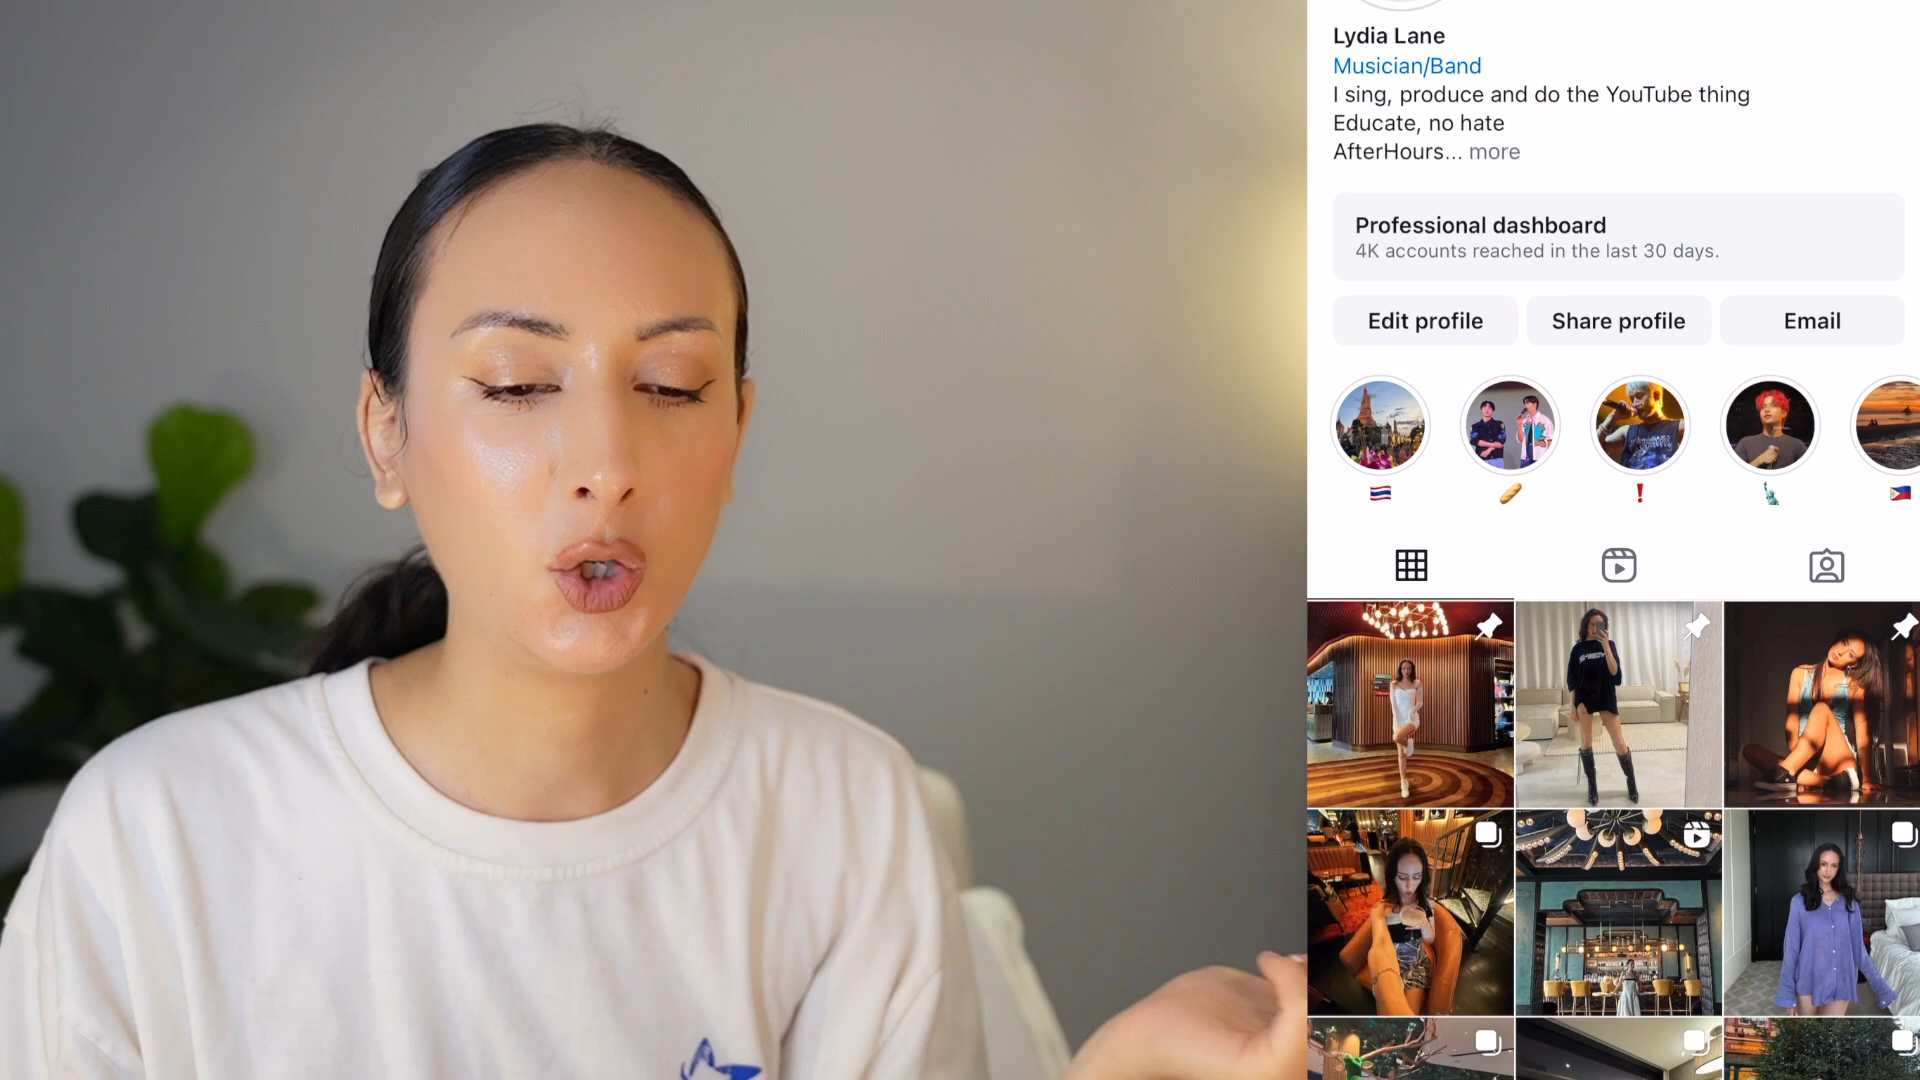 Lydia Lane
Musician/Band
I sing, produce and do the YouTube thing
Educate, no hate
AfterHours... more
Professional dashboard
4K accounts reached in the last 30 days.
Edit profile
Share profile
Email